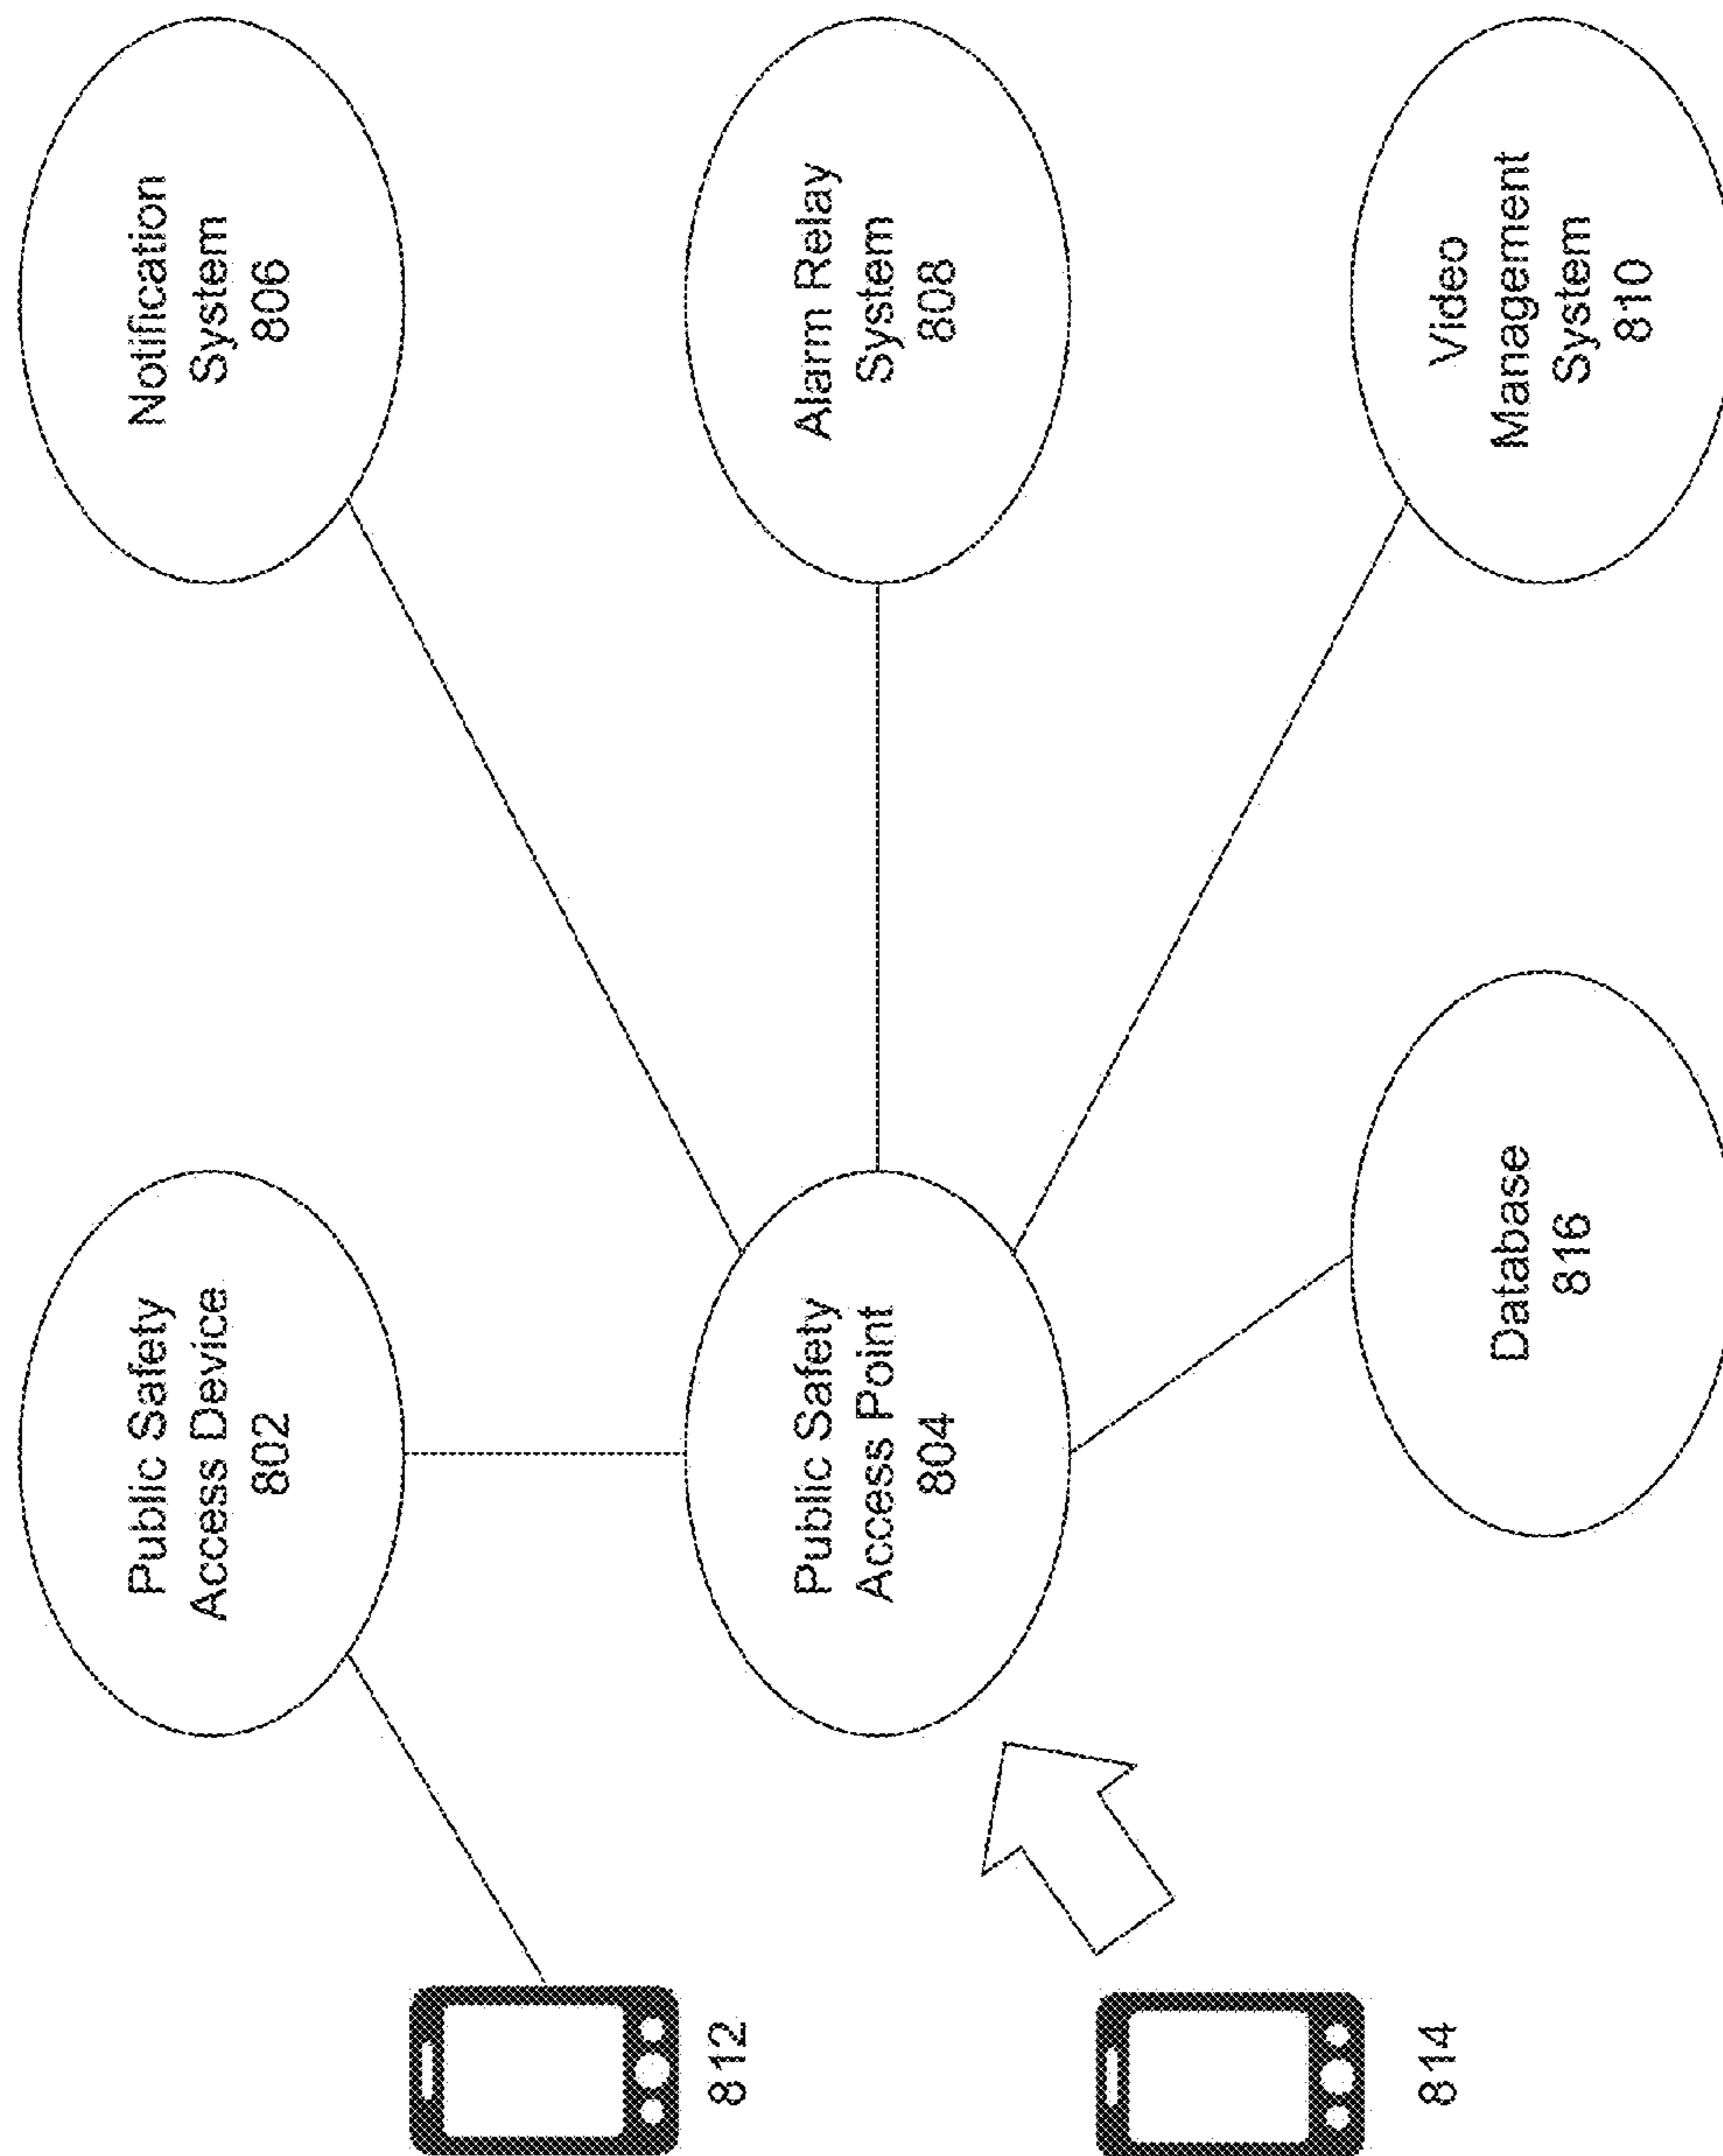 Public Safety
Access Device
802
Notification
System
806
812
Public Safety
Access Point
804
Alarm Relay
System
808
814
Database
816
Video
Management
System
810